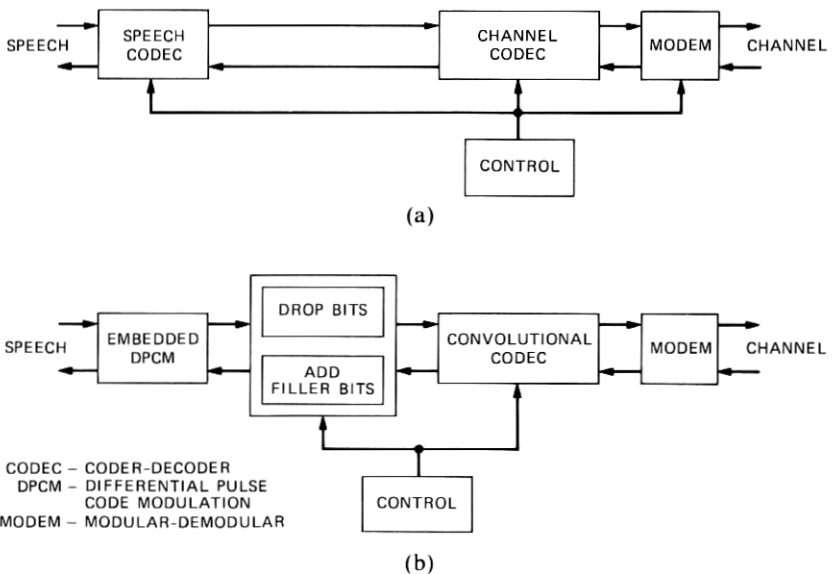 SPEECH
SPEECH
CODEC
CHANNEL
CODEC
MODEM
CHANNEL
CONTROL
(a)
SPEECH
EMBEDDED
DPCM
DROP BITS
ADD
FILLER BITS
CONVOLUTIONAL
CODEC
MODEM
CHANNEL
CODEC – CODER-DECODER
DPCM – DIFFERENTIAL PULSE
CODE MODULATION
MODEM – MODULAR-DEMODULAR
CONTROL
(b)